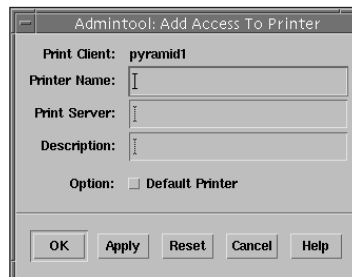 Admintool: Add Access To Printer
Print Client: pyramid1
Printer Name:
Print Server:
Description:
Option: Default Printer
OK Apply Reset Cancel Help